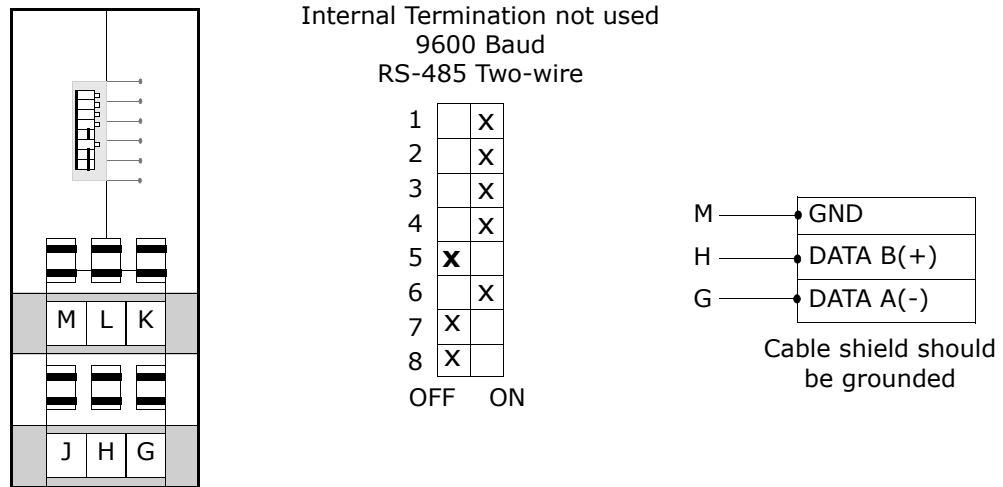 Internal Termination not used
9600 Baud
RS-485 Two-wire
1 x
2 x
3 x
4 x
5 x
6 x
7 x
8 x
OFF ON
M L K
J H G
M GND
H DATA B(+)
G DATA A(-)
Cable shield should
be grounded